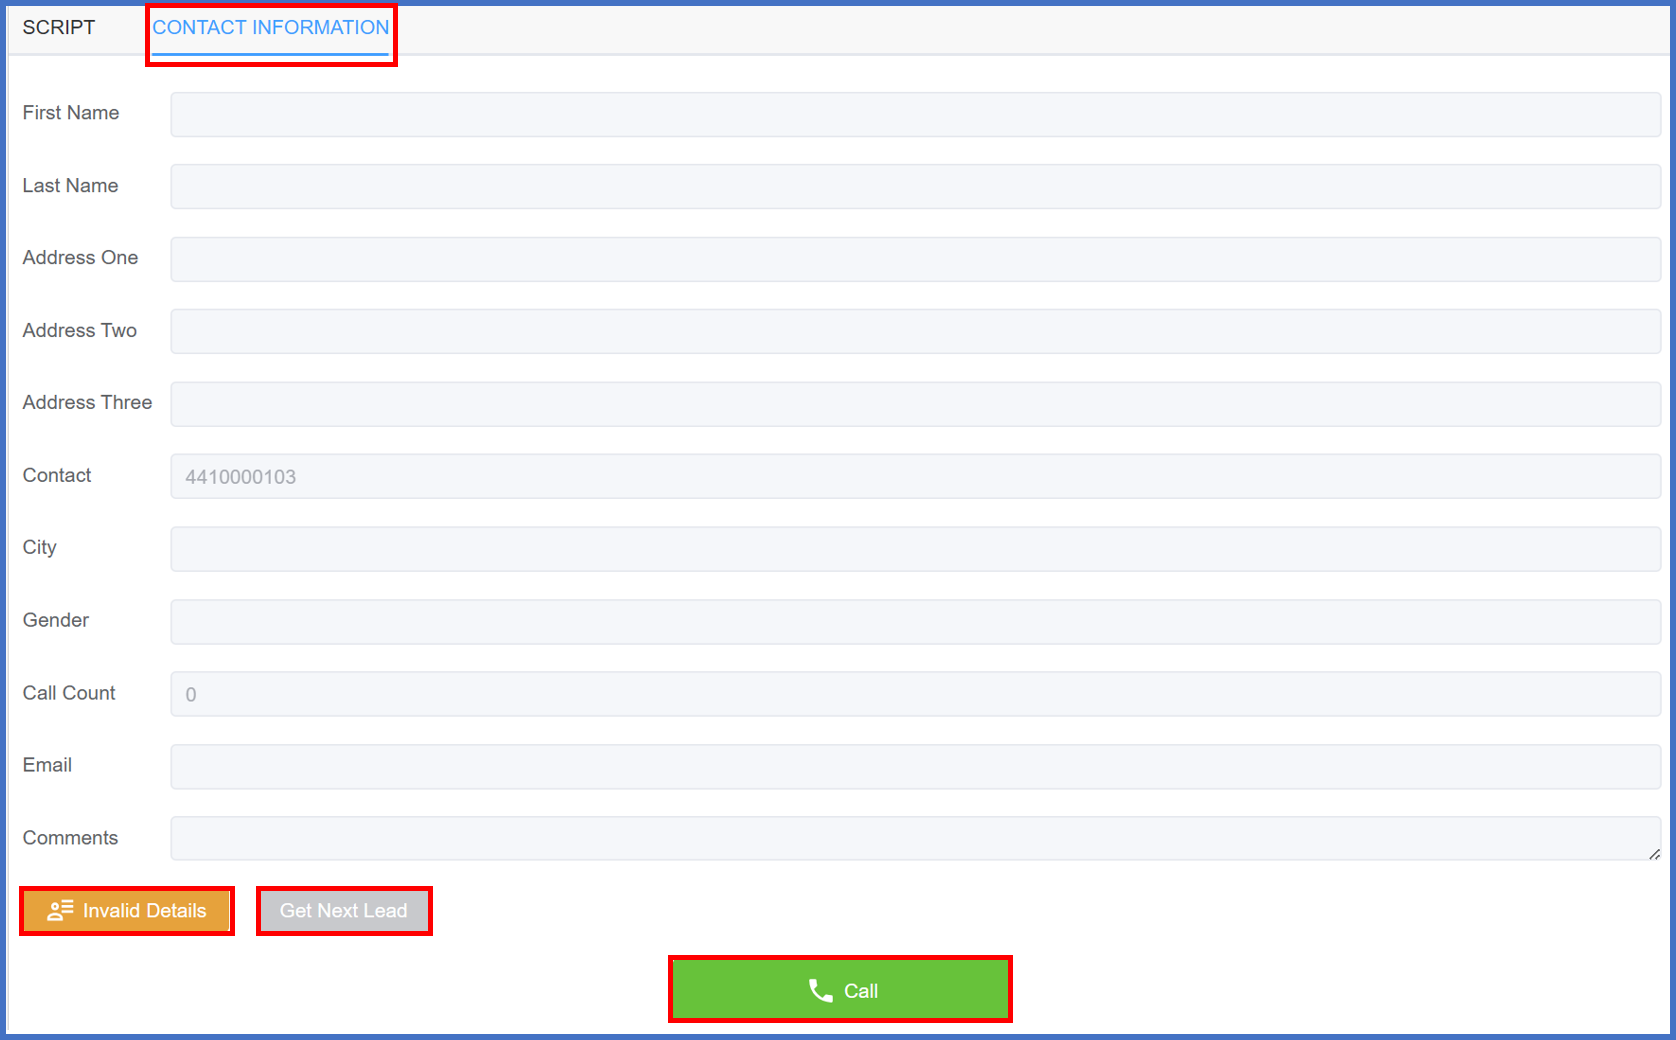 SCRIPT CONTACT INFORMATION
First Name
Last Name
Address One
Address Two
Address Three
Contact 4410000103
City
Gender
Call Count 0
Email
Comments
Invalid Details Get Next Lead
Call